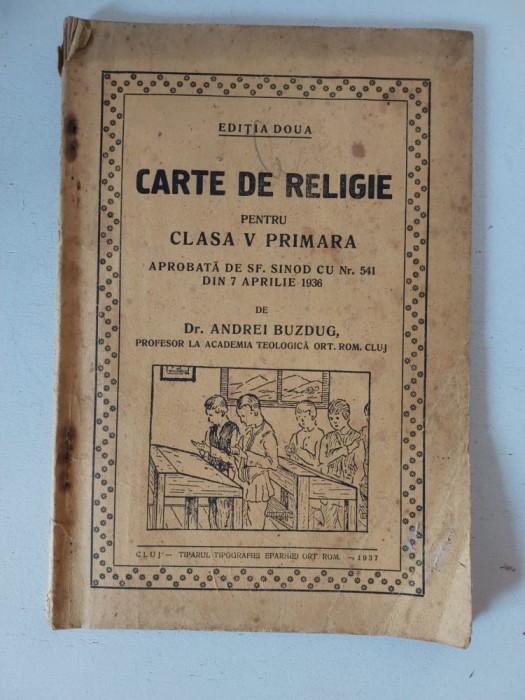 EDIȚIA DOUA
CARTE DE RELIGIE
PENTRU
CLASA V PRIMARA
APROBATĂ DE SF. SINOD CU Nr. 541
DIN 7 APRILIE 1936
DE
Dr. ANDREI BUZDUG,
PROFESOR LA ACADEMIA TEOLOGICĂ ORT. ROM. CLUJ
CLUJ — TIPARUL TIPOGRAFIEI EPARHIEI ORT. ROM. — 1937